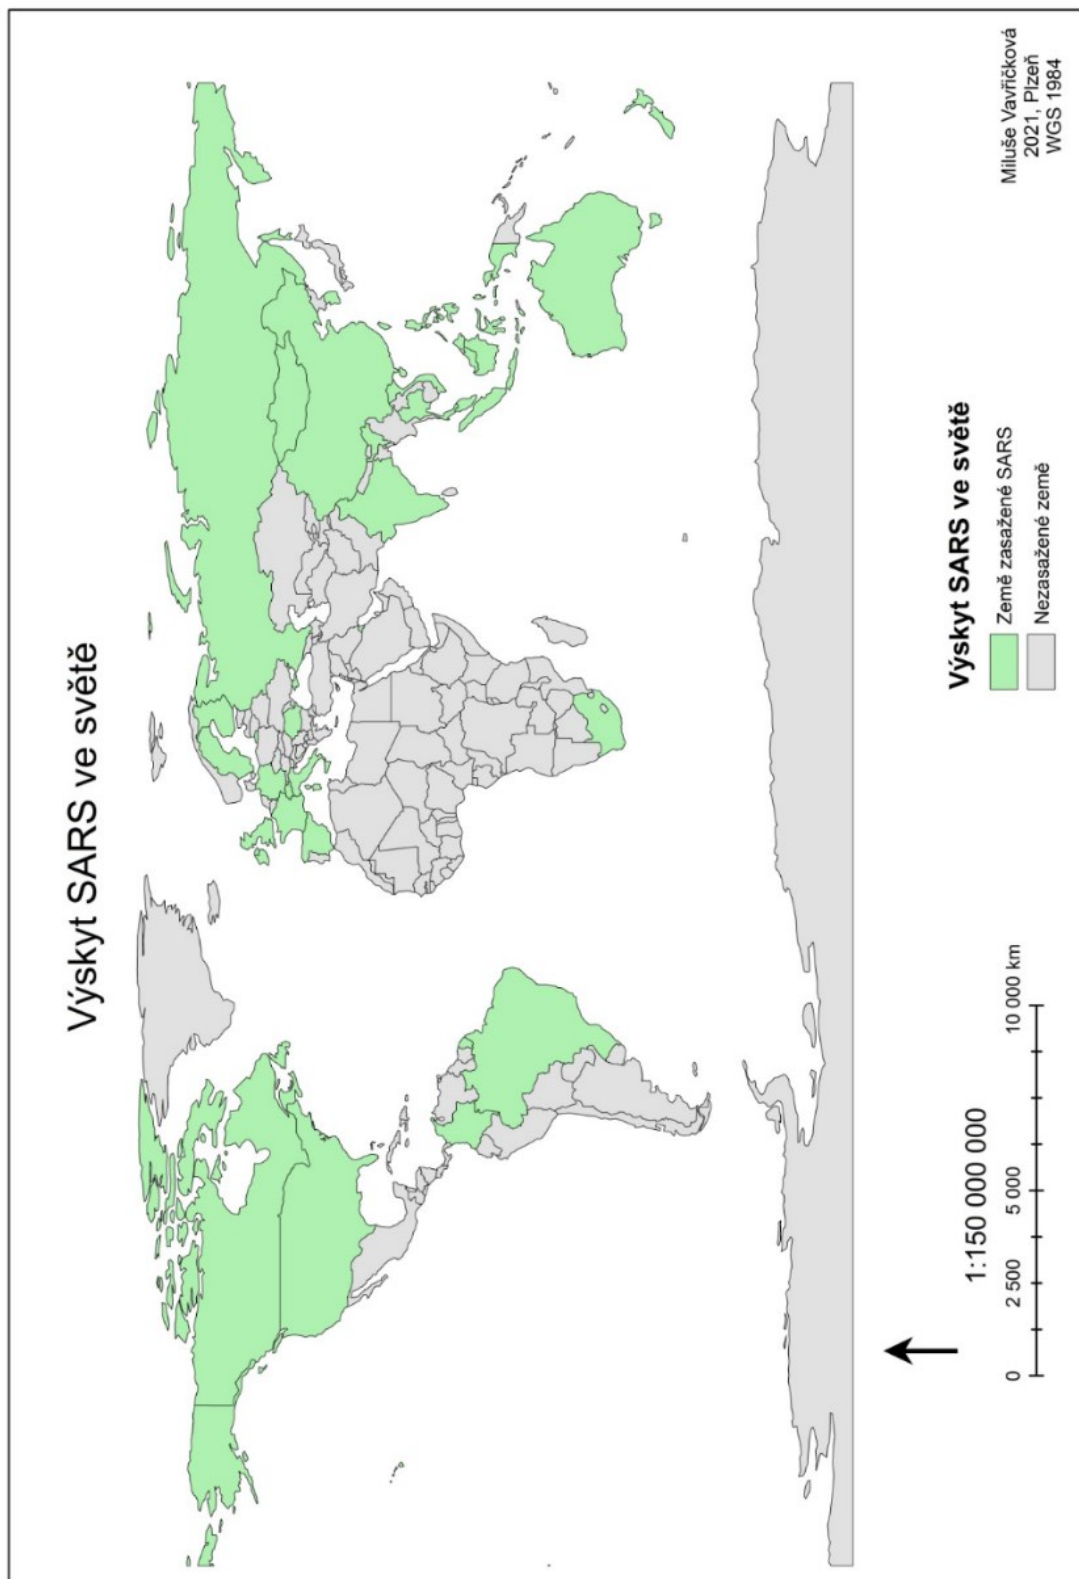 Výskyt SARS ve světě
1:150 000 000
0 2 500 5 000 10 000 km
Výskyt SARS ve světě
Země zasažené SARS
Nezasažené země
Miluše Vavřičková
2021, Plzeň
WGS 1984